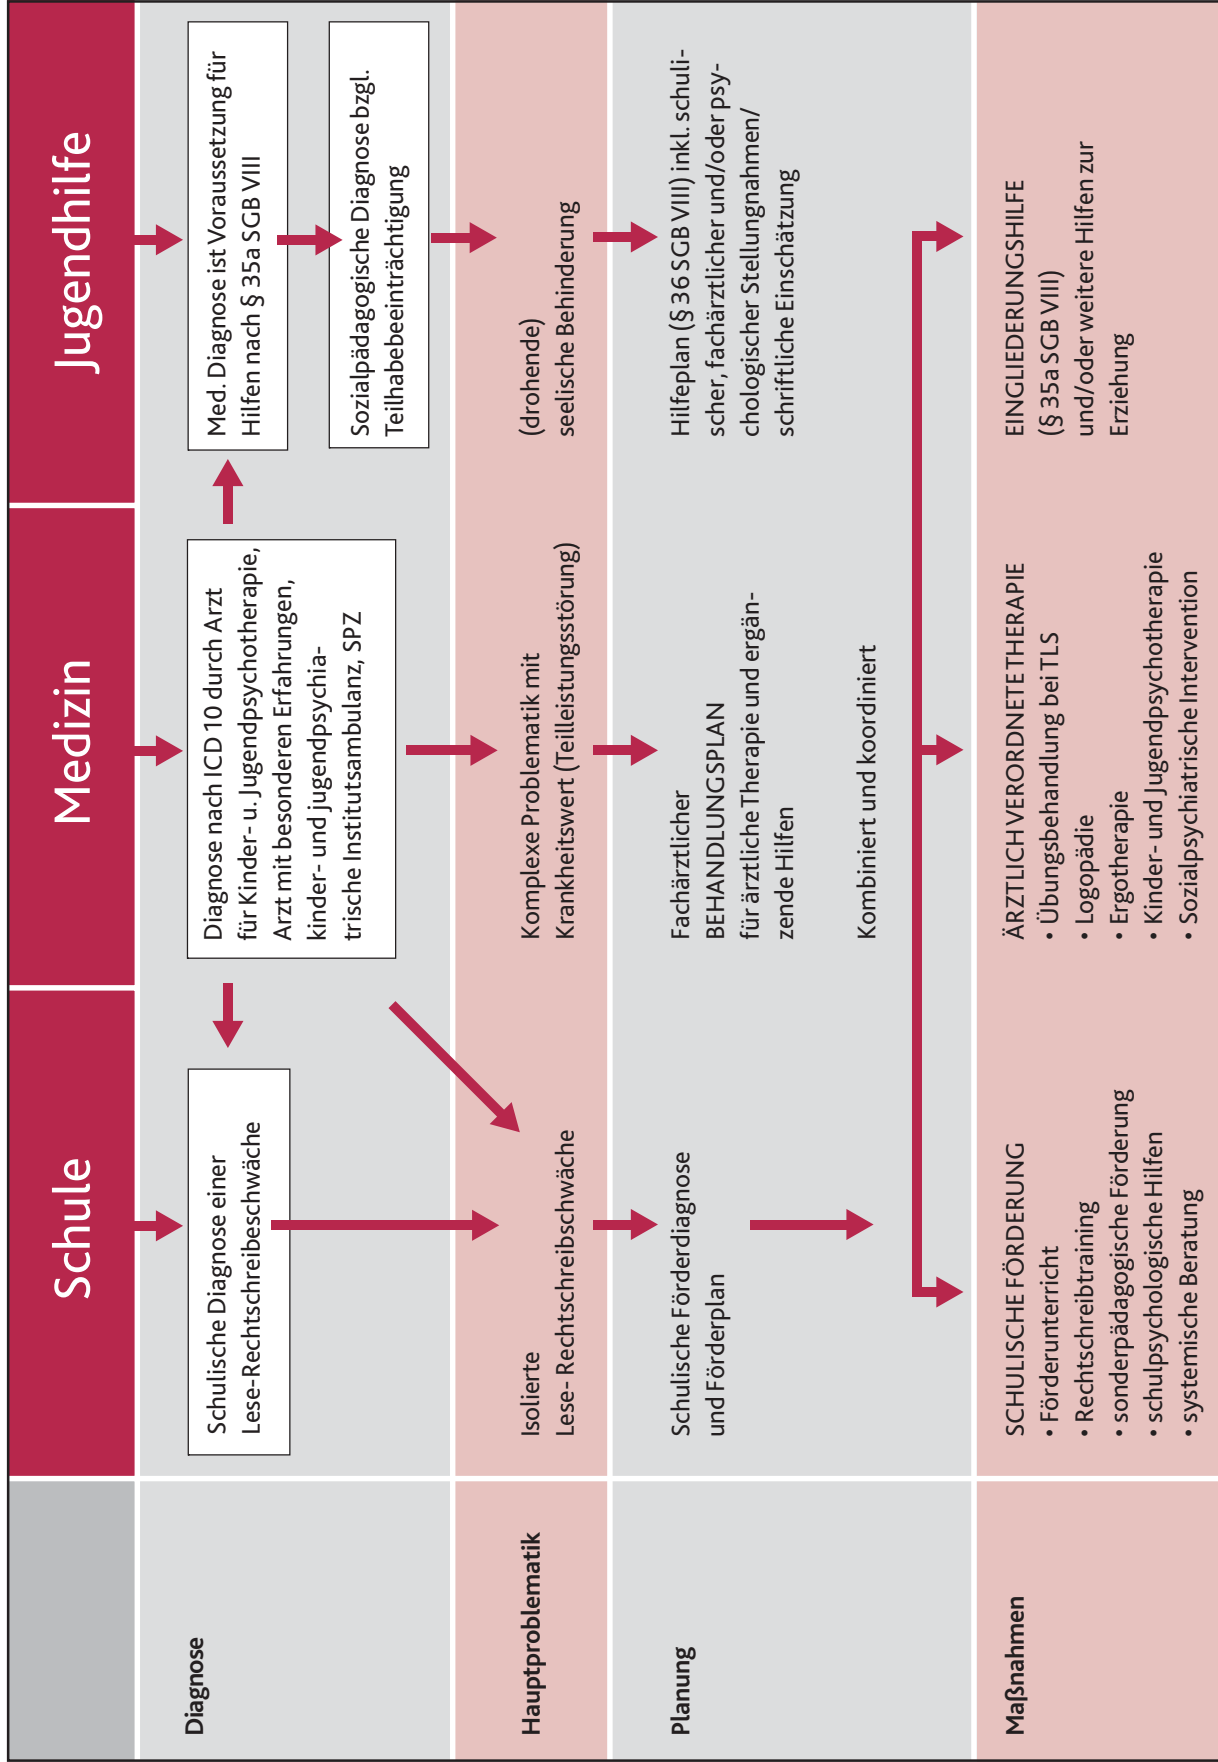 Schule
Medizin
Jugendhilfe
Diagnose
Schulische Diagnose einer
Lese-Rechtschreibeschwäche
Diagnose nach ICD 10 durch Arzt
für Kinder- u. Jugendpsychotherapie,
Arzt mit besonderen Erfahrungen,
kinder- und jugendpsychia-
trische Institutsambulanz, SPZ
Med. Diagnose ist Voraussetzung für
Hilfen nach § 35a SGB VIII
Sozialpädagogische Diagnose bzgl.
Teilhabebeeinträchtigung
Hauptproblematik
Isolierte
Lese- Rechtschreibschwäche
Komplexe Problematik mit
Krankheitswert (Teilleistungsstörung)
(drohende)
seelische Behinderung
Planung
Schulische Förderdiagnose
und Förderplan
Fachärztlicher
BEHANDLUNGSPLAN
für ärztliche Therapie und ergän-
zende Hilfen
Hilfeplan (§ 36 SGB VIII) inkl. schuli-
scher, fachärztlicher und/oder psy-
chologischer Stellungnahmen/
schriftliche Einschätzung
Kombiniert und koordiniert
Maßnahmen
SCHULISCHE FÖRDERUNG
• Förderunterricht
• Rechtschreibtraining
• sonderpädagogische Förderung
• schulpsychologische Hilfen
• systemische Beratung
ÄRZTLICH VERORDNETE THERAPIE
• Übungsbehandlung bei TLS
• Logopädie
• Ergotherapie
• Kinder- und Jugendpsychotherapie
• Sozialpsychiatrische Intervention
EINGLIEDERUNGSHILFE
(§ 35a SGB VIII)
und/oder weitere Hilfen zur
Erziehung